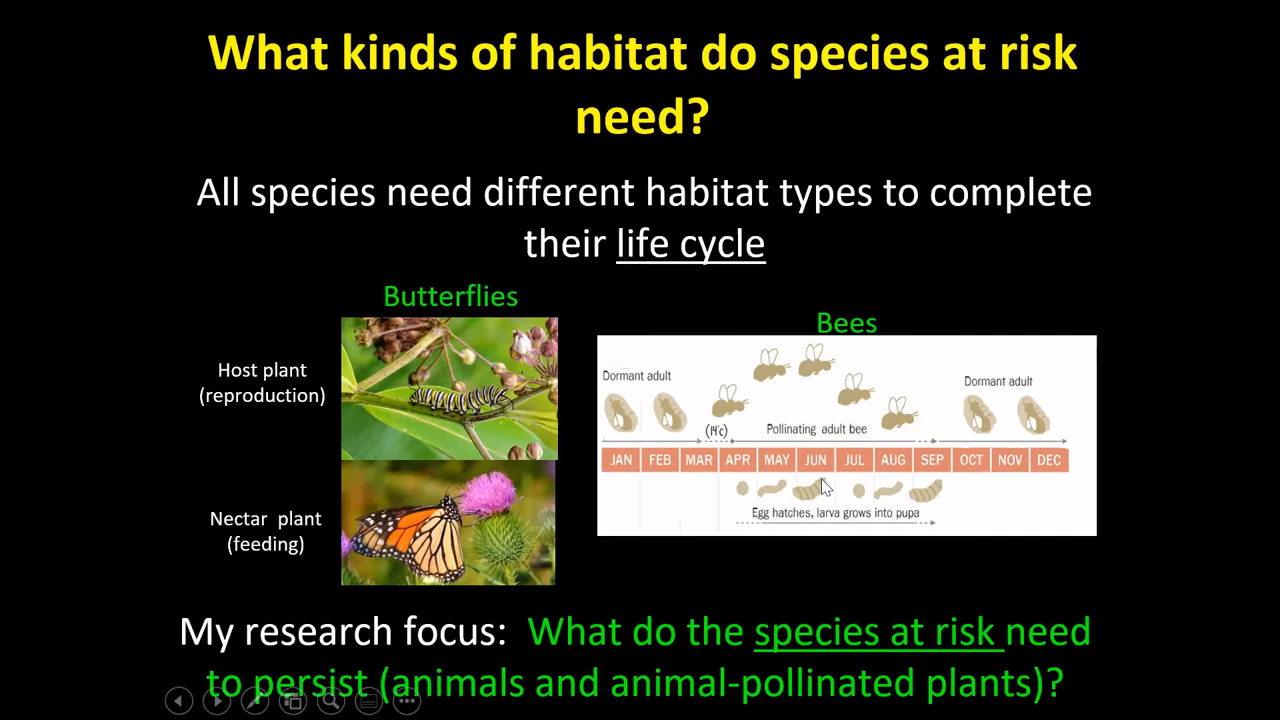 What kinds of habitat do species at risk
need?
All species need different habitat types to complete
their life cycle
Butterflies
Bees
Host plant
(reproduction)
Nectar plant
(feeding)
Dormant adult
Dormant adult
(14°c)
Pollinating adult bee
JAN FEB MAR APR MAY JUN JUL AUG SEP OCT NOV DEC
Egg hatches, larva grows into pupa
My research focus: What do the species at risk need
to persist (animals and animal-pollinated plants)?